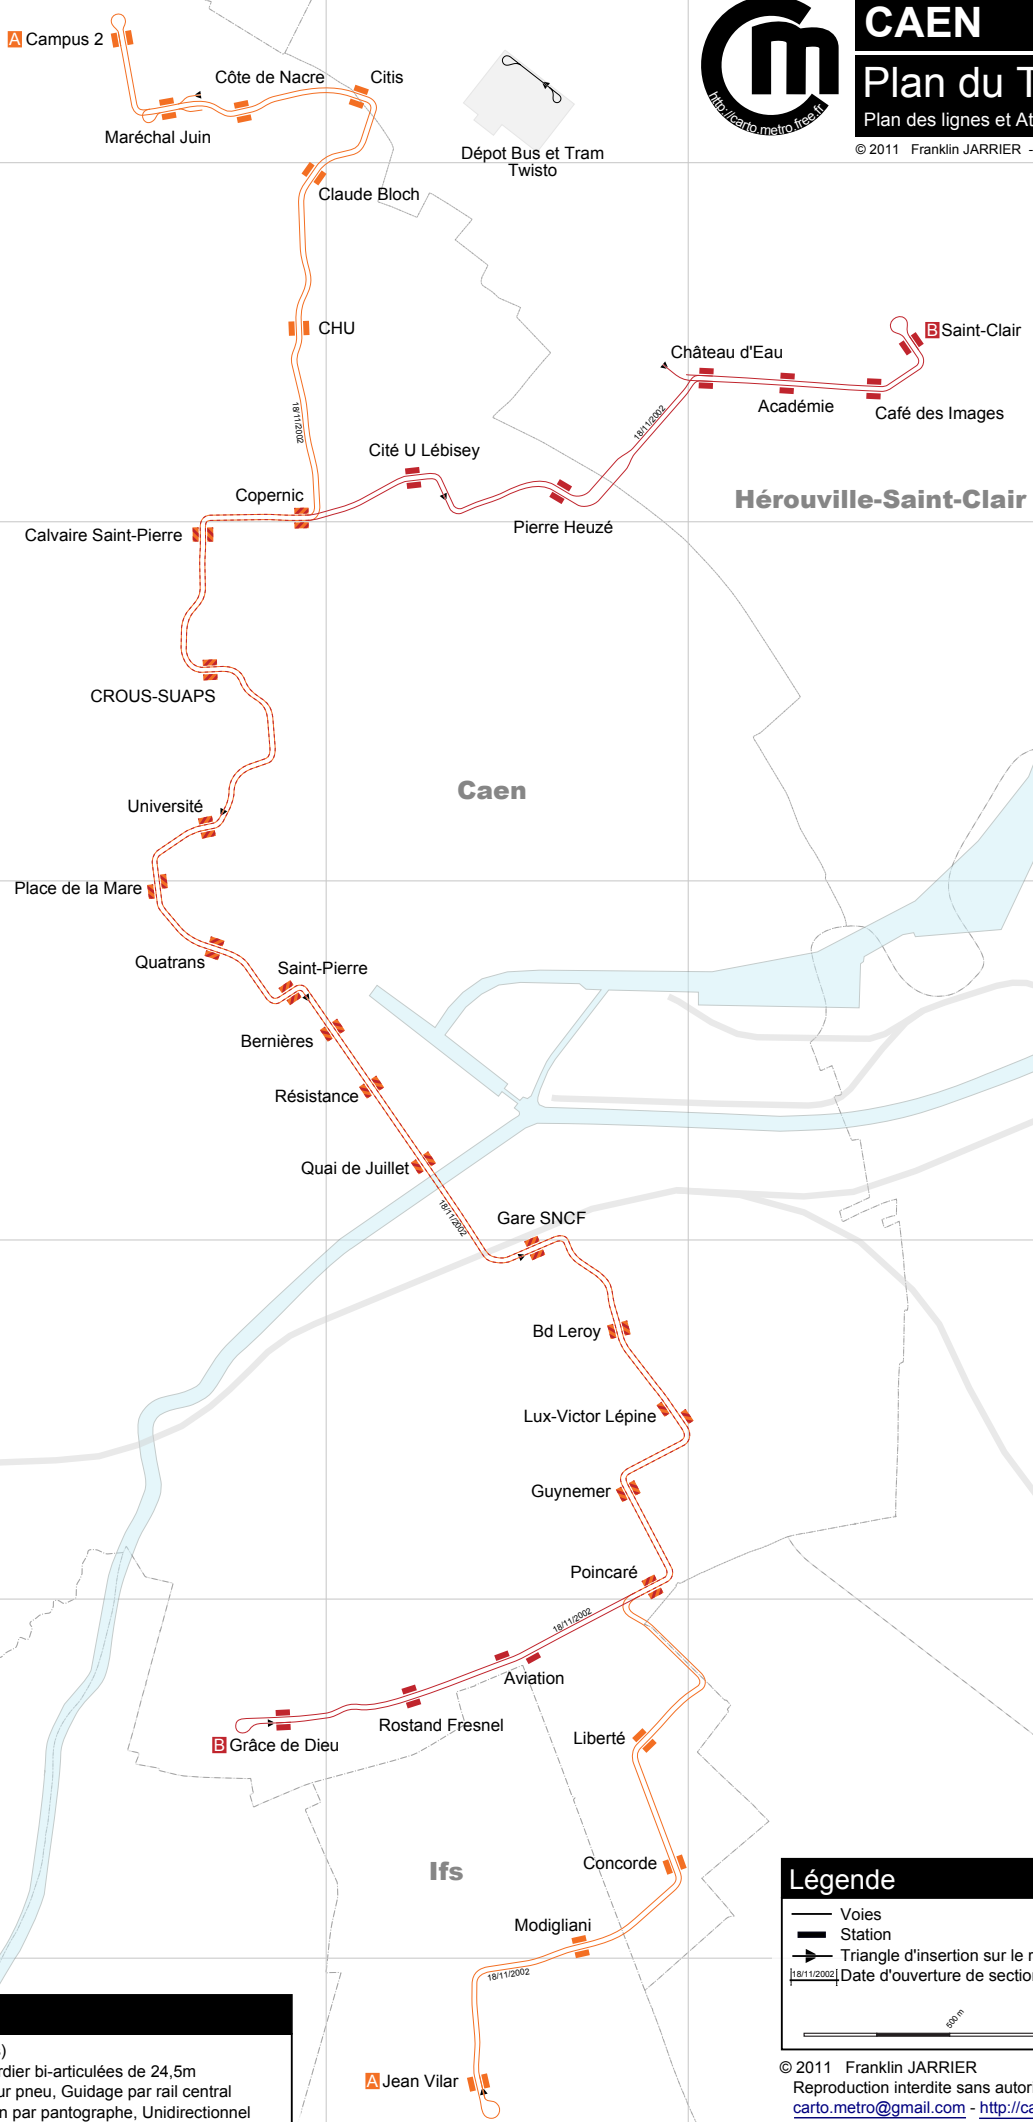 CAEN
Plan du T
Plan des lignes et At
© 2011 Franklin JARRIER -
http://carto.metro.free.fr
A Campus 2
Côte de Nacre
Citis
Maréchal Juin
Dépot Bus et Tram
Twisto
Claude Bloch
CHU
18/11/2002
B Saint-Clair
Château d'Eau
Académie
Café des Images
18/11/2002
Cité U Lébisey
Copernic
Hérouville-Saint-Clair
Pierre Heuzé
Calvaire Saint-Pierre
CROUS-SUAPS
Caen
Université
Place de la Mare
Quatrans
Saint-Pierre
Bernières
Résistance
Quai de Juillet
18/11/2002
Gare SNCF
Bd Leroy
Lux-Victor Lépine
Guynemer
Poincaré
18/11/2002
Aviation
Rostand Fresnel
B Grâce de Dieu
Liberté
Ifs
Concorde
Modigliani
18/11/2002
A Jean Vilar
Légende
Voies
Station
Triangle d'insertion sur le r
18/11/2002 Date d'ouverture de section
500 m
© 2011 Franklin JARRIER
Reproduction interdite sans autori
carto.metro@gmail.com - http://ca
)
rdier bi-articulées de 24,5m
ur pneu, Guidage par rail central
n par pantographe, Unidirectionnel